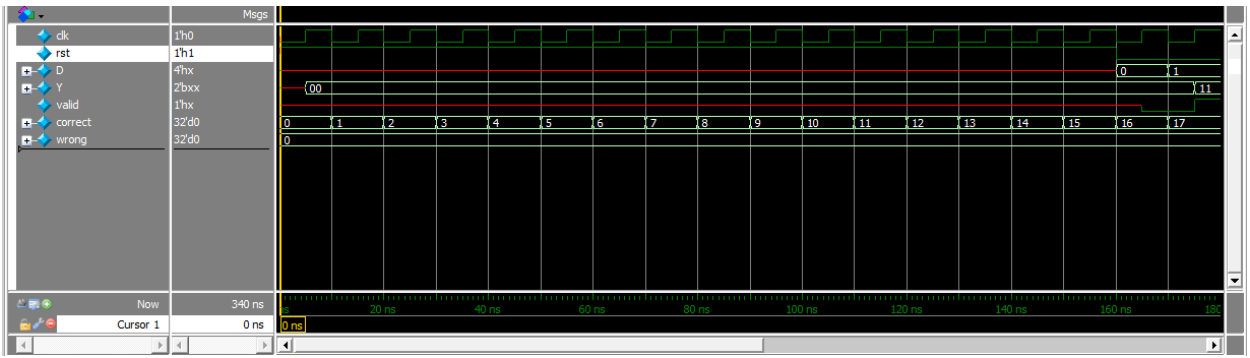 Msgs
clk 1'h0
rst 1'h1
D 4'hx 0 1
Y 2'bxx 00 11
valid 1'hx
correct 32'd0 0 1 2 3 4 5 6 7 8 9 10 11 12 13 14 15 16 17
wrong 32'd0 0
Now 340 ns ns 20 ns 40 ns 60 ns 80 ns 100 ns 120 ns 140 ns 160 ns 180
Cursor 1 0 ns 0 ns